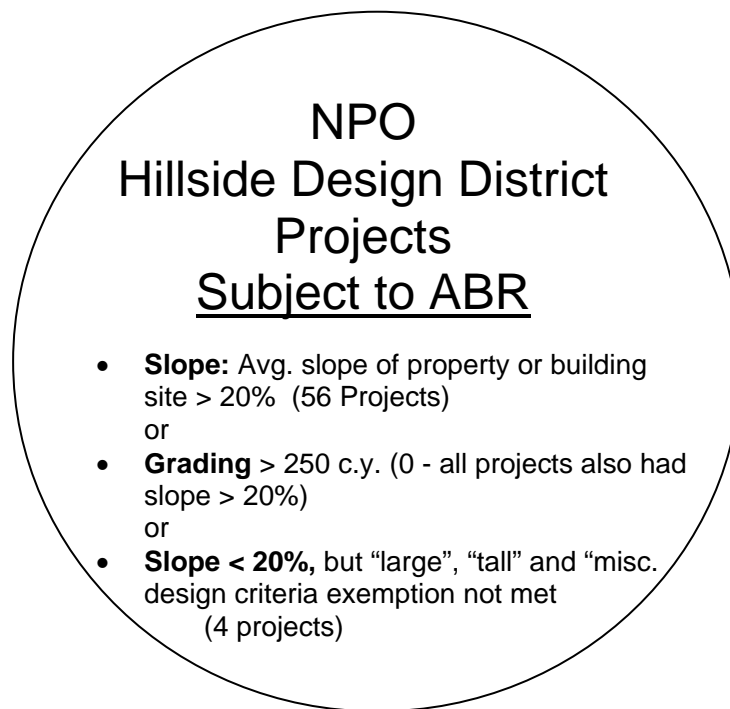 NPO
Hillside Design District
Projects
Subject to ABR
• Slope: Avg. slope of property or building
site > 20%  (56 Projects)
or
• Grading > 250 c.y. (0 - all projects also had
slope > 20%)
or
• Slope < 20%, but “large”, “tall” and “misc.
design criteria exemption not met
(4 projects)